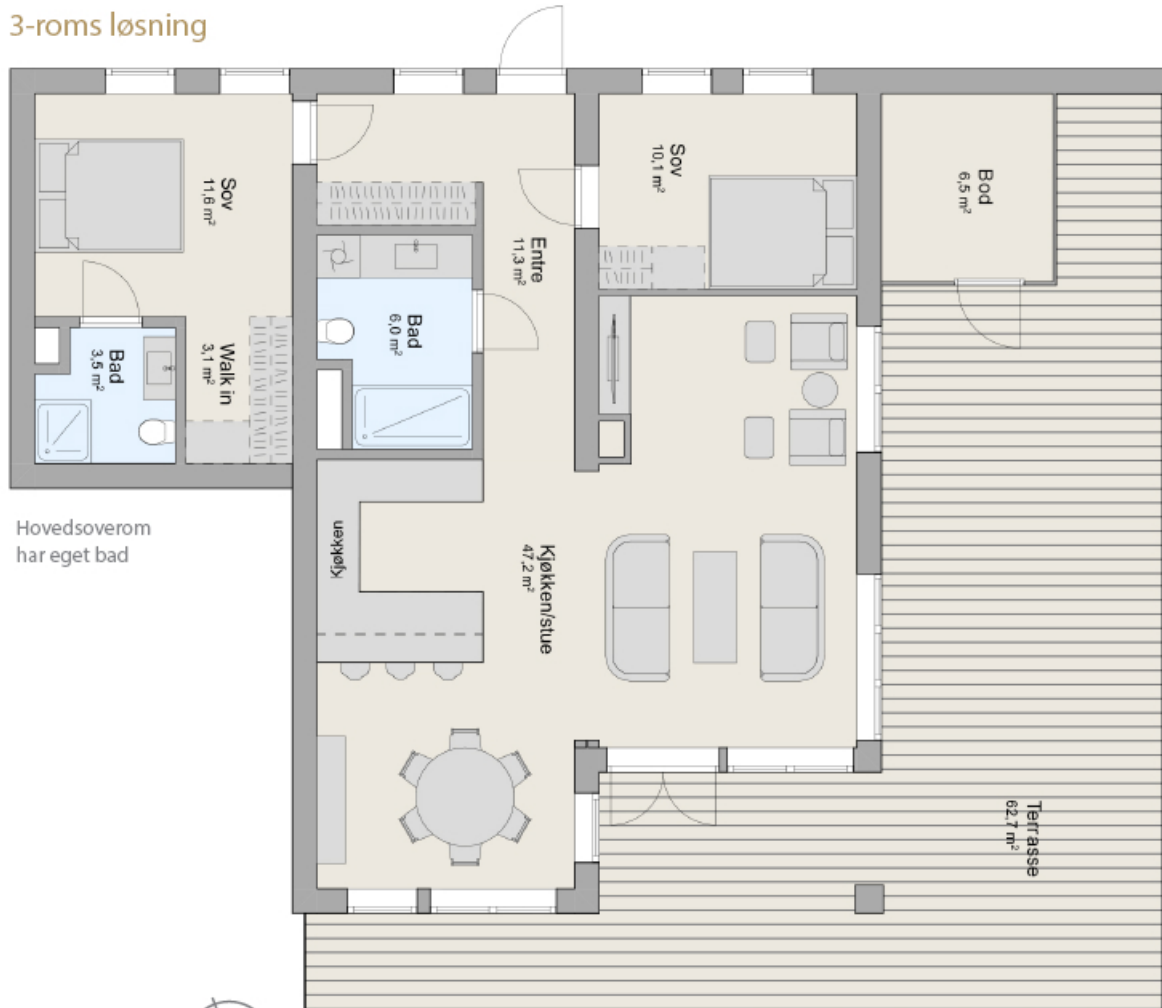 3-roms løsning
Sov
11,6 m²
Sov
10,1 m²
Bod
6,5 m²
Entre
11,3 m²
Bad
6,0 m²
Bad
3,5 m²
Walk in
3,1 m²
Hovedsoverom
har eget bad
Kjøkken
Kjøkken/stue
47,2 m²
Terrasse
62,7 m²